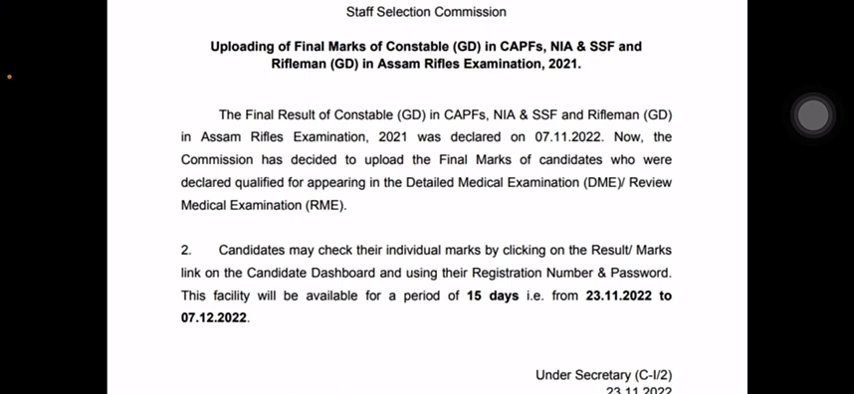 Staff Selection Commission
Uploading of Final Marks of Constable (GD) in CAPFs, NIA & SSF and
Rifleman (GD) in Assam Rifles Examination, 2021.
The Final Result of Constable (GD) in CAPFs, NIA & SSF and Rifleman (GD)
in Assam Rifles Examination, 2021 was declared on 07.11.2022. Now, the
Commission has decided to upload the Final Marks of candidates who were
declared qualified for appearing in the Detailed Medical Examination (DME)/ Review
Medical Examination (RME).
2. Candidates may check their individual marks by clicking on the Result/ Marks
link on the Candidate Dashboard and using their Registration Number & Password.
This facility will be available for a period of 15 days i.e. from 23.11.2022 to
07.12.2022.
Under Secretary (C-I/2)
23.11.2022